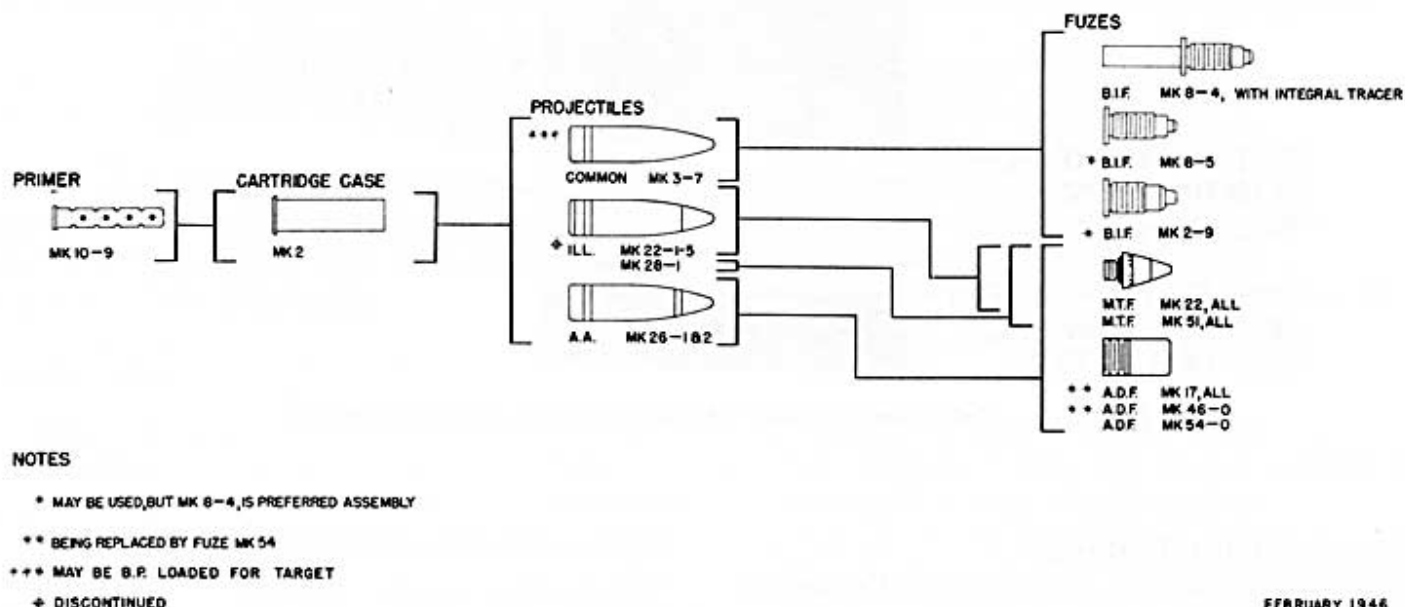 FUZES
B.I.F. MK 8-4, WITH INTEGRAL TRACER
* B.I.F. MK 8-5
* B.I.F. MK 2-9
M.T.F. MK 22, ALL
M.T.F. MK 51, ALL
** A.D.F. MK 17, ALL
** A.D.F. MK 46-0
A.D.F. MK 54-0
PROJECTILES
***
COMMON MK 3-7
⌖ ILL. MK 22-1-5
MK 28-1
A.A. MK 26-1&2
PRIMER
MK 10-9
CARTRIDGE CASE
MK 2
NOTES
* MAY BE USED, BUT MK 8-4, IS PREFERRED ASSEMBLY
** BEING REPLACED BY FUZE MK 54
*** MAY BE B.P. LOADED FOR TARGET
⌖ DISCONTINUED
FEBRUARY 1946